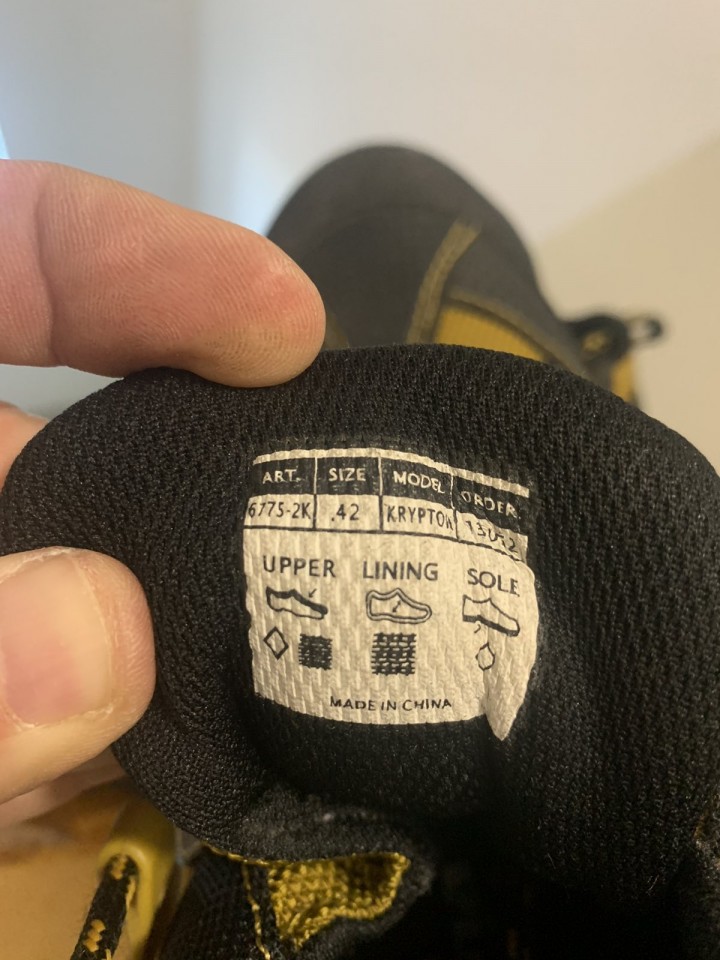 ART. SIZE MODEL ORDER.
6775-2K .42 KRYPTON
UPPER LINING SOLE
MADE IN CHINA